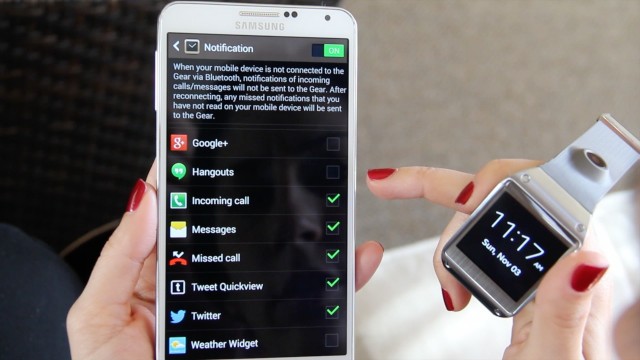 SAMSUNG
Notification
ON
When your mobile device is not connected to the
Gear via Bluetooth, notifications of incoming
calls/messages will not be sent to the Gear. After
reconnecting, any missed notifications that you
have not read on your mobile device will be sent
to the Gear.
g+ Google+
Hangouts
Incoming call
Messages
Missed call
t Tweet Quickview
Twitter
Weather Widget
11:17 AM
Sun, Nov 03